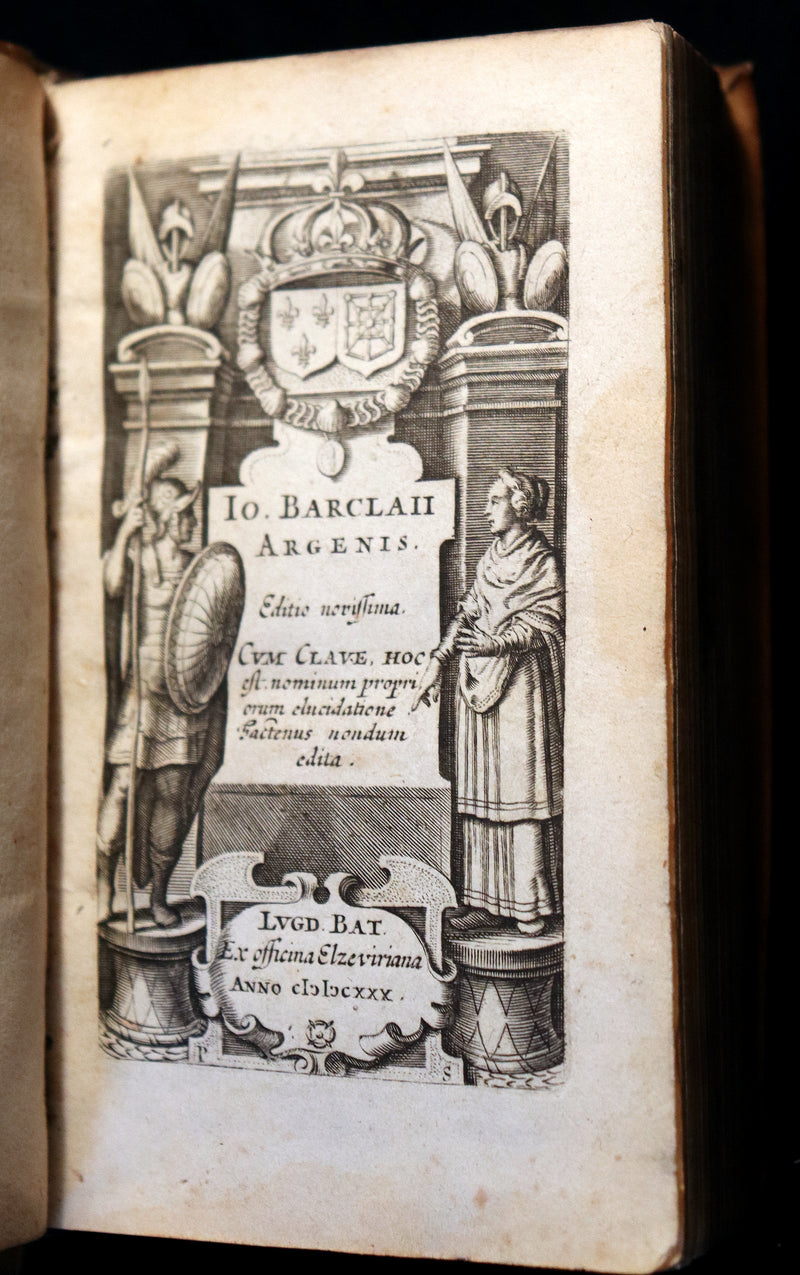 IO. BARCLAII
ARGENIS.
Editio novissima.
CVM CLAVE, HOC
est. nominum propri
orum elucidatione
hactenus nondum
edita.
LVGD. BAT.
Ex officina Elzeviriana
ANNO cIↄIↄcxxx.
P S